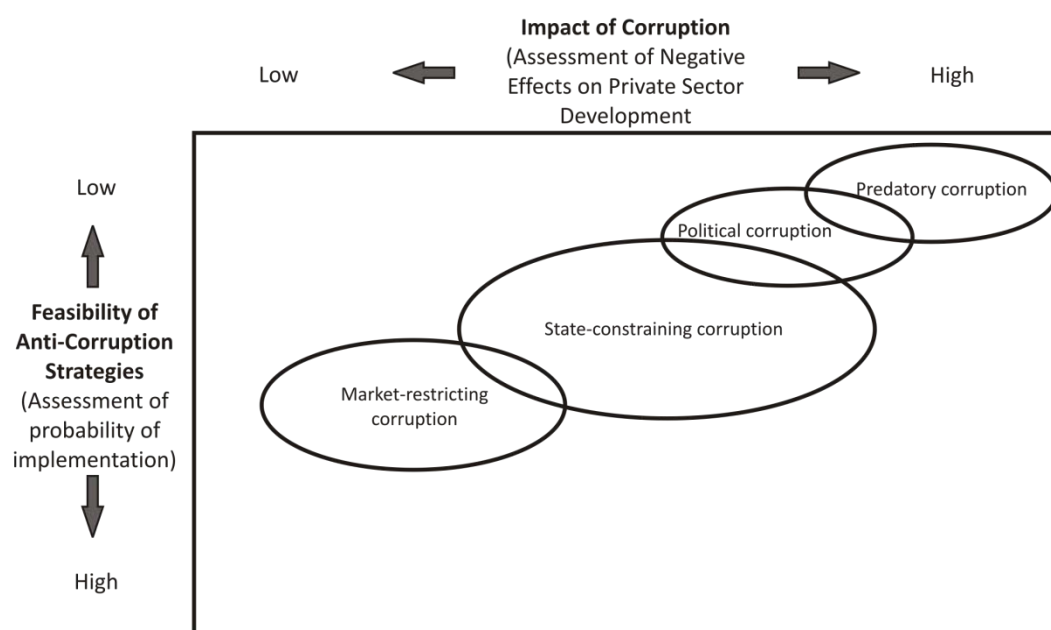 Impact of Corruption
(Assessment of Negative
Effects on Private Sector
Development
Low
High
Low
Feasibility of
Anti-Corruption
Strategies
(Assessment of
probability of
implementation)
High
Predatory corruption
Political corruption
State-constraining corruption
Market-restricting
corruption